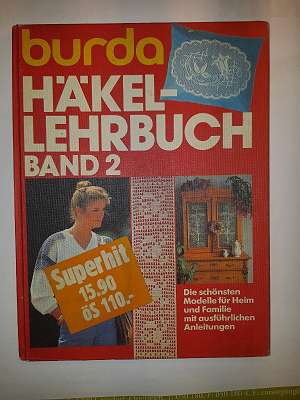 burda
HÄKEL-
LEHRBUCH
BAND 2
Superhit
15.90
öS 110.-
Die schönsten
Modelle für Heim
und Familie
mit ausführlichen
Anleitungen